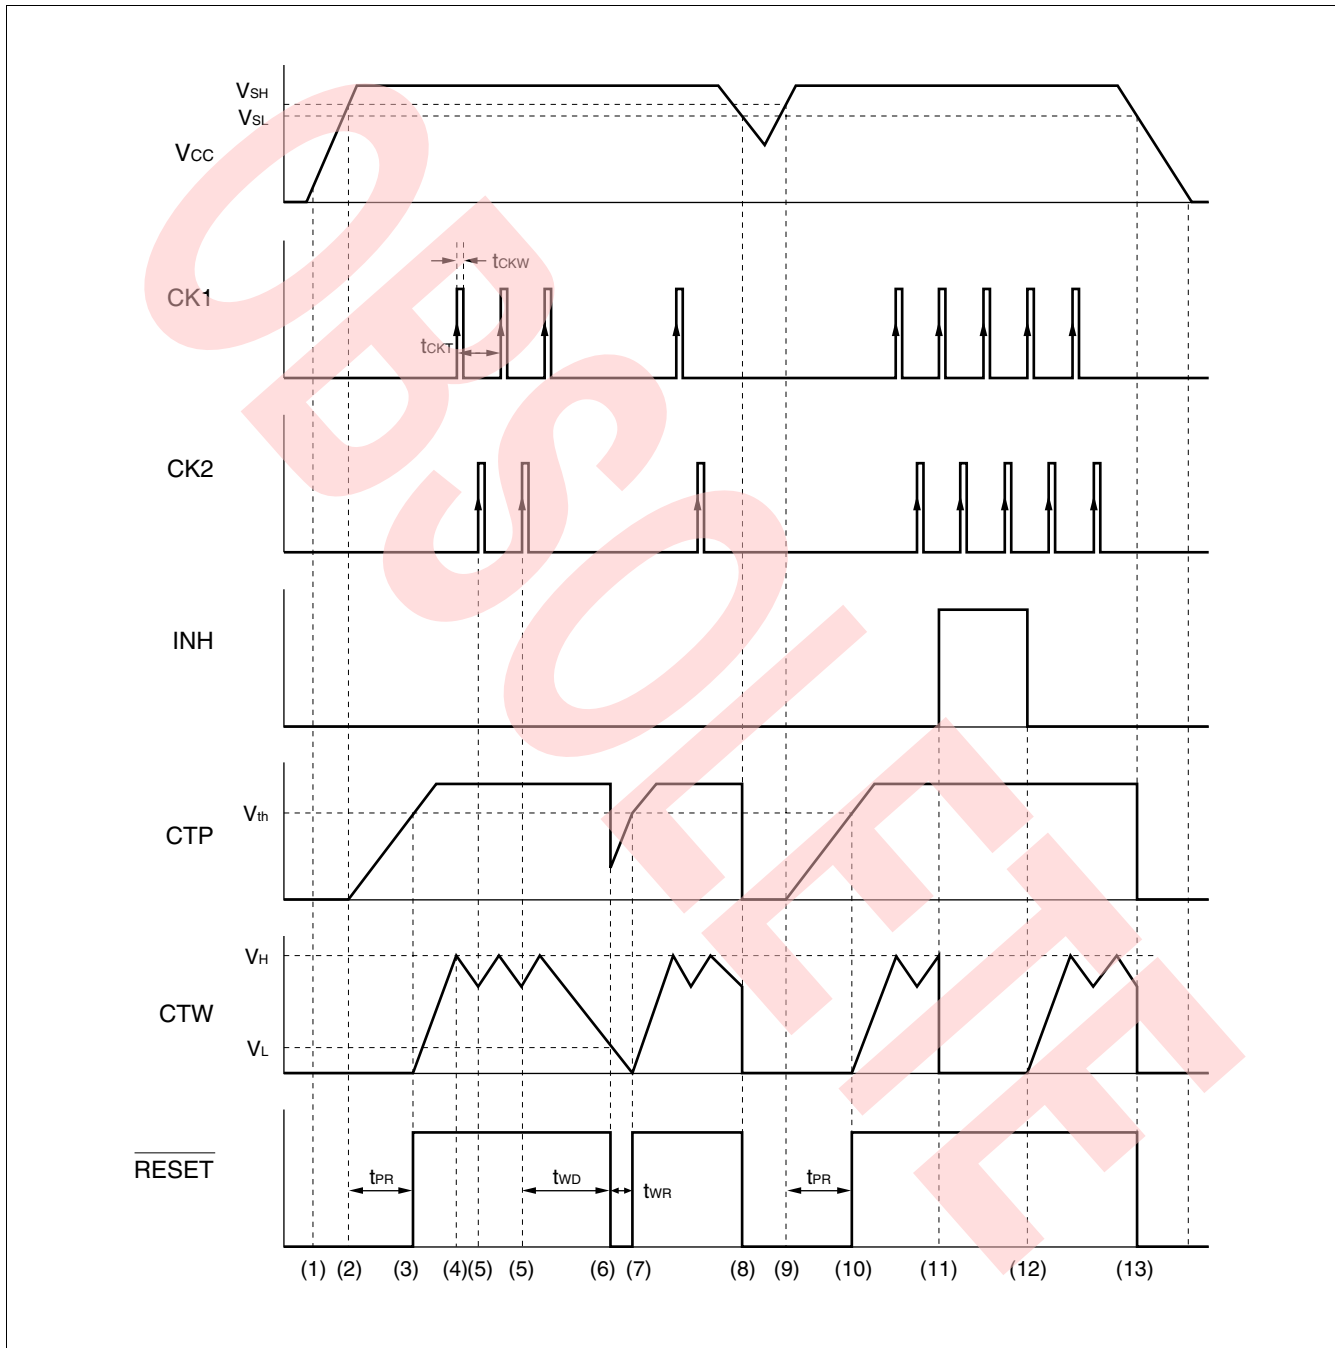 VSH
VSL
VCC
tCKW
CK1
tCKT
CK2
INH
Vth
CTP
VH
CTW
VL
RESET
tPR
tWD
tWR
tPR
(1) (2) (3) (4) (5) (5) (6) (7) (8) (9) (10) (11) (12) (13)
OBSOLETE